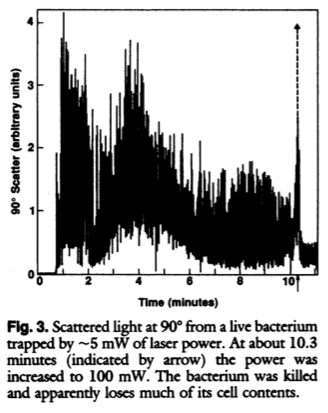 4
3
2
1
0
90° Scatter (arbitrary units)
0 2 4 6 8 10
Time (minutes)
Fig. 3. Scattered light at 90° from a live bacterium
trapped by ~5 mW of laser power. At about 10.3
minutes (indicated by arrow) the power was
increased to 100 mW. The bacterium was killed
and apparently loses much of its cell contents.